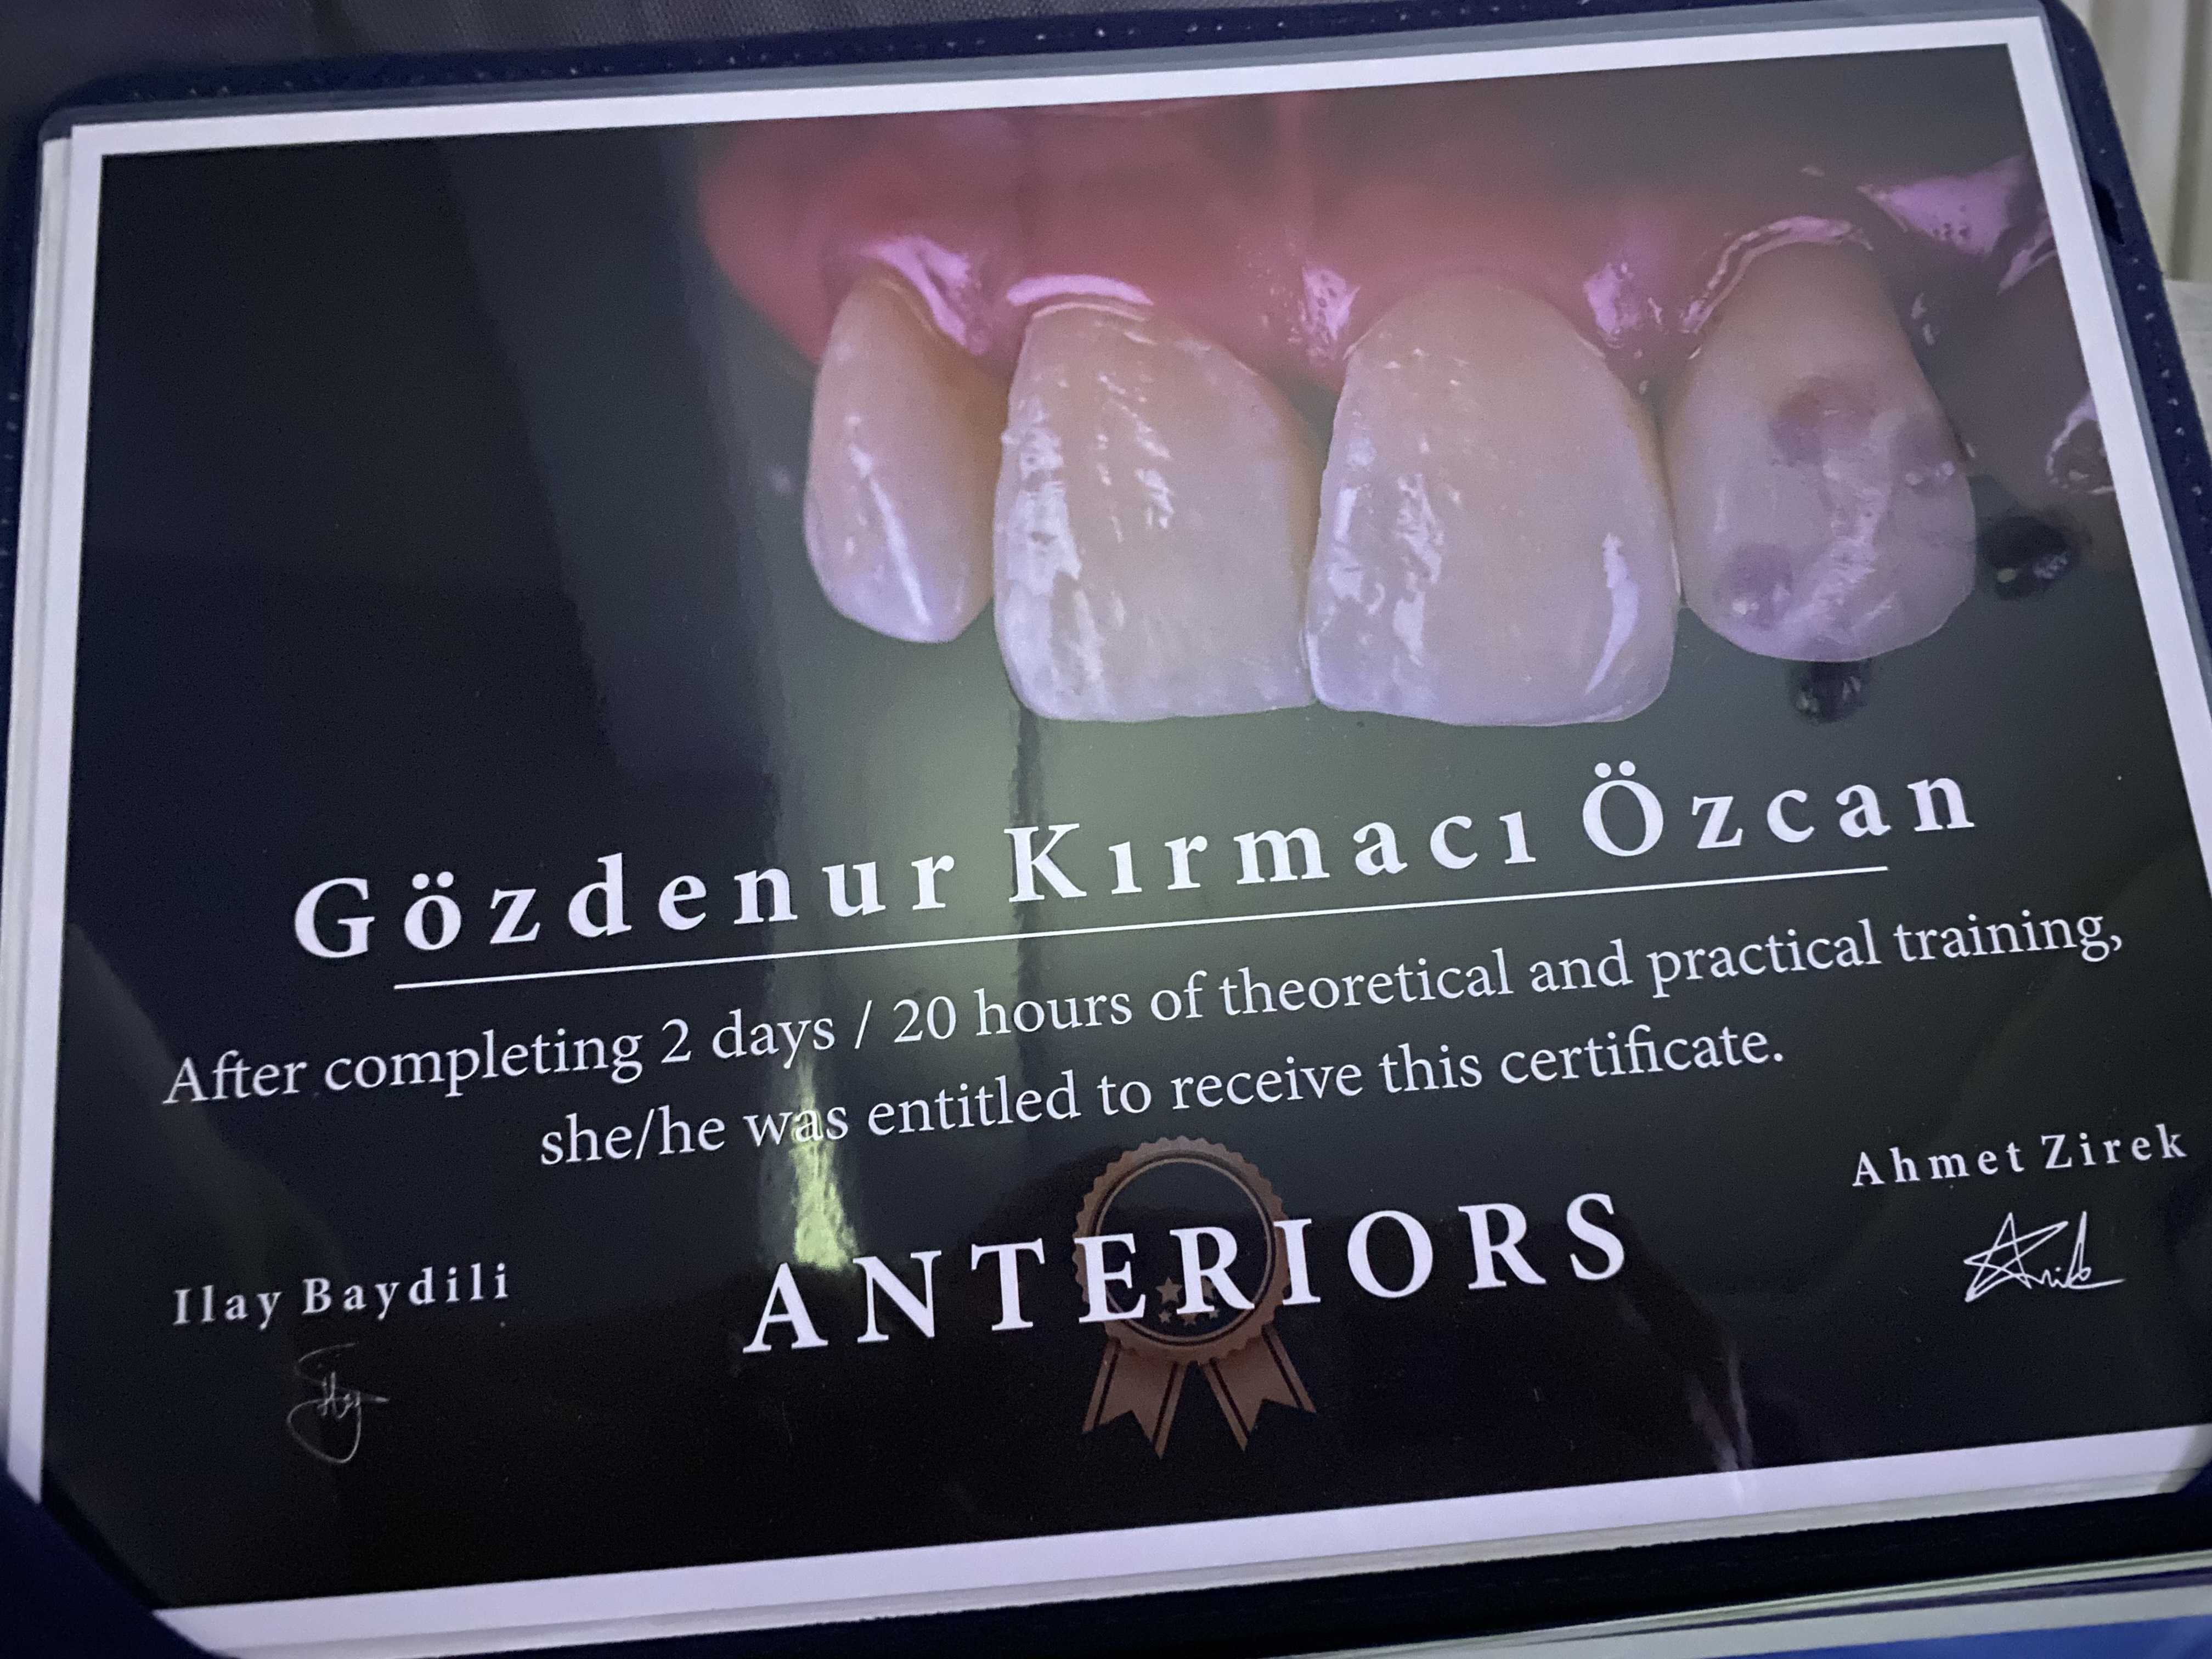 Gözdenur Kırmacı Özcan
After completing 2 days / 20 hours of theoretical and practical training,
she/he was entitled to receive this certificate.
Ahmet Zirek
Ilay Baydili
ANTERIORS